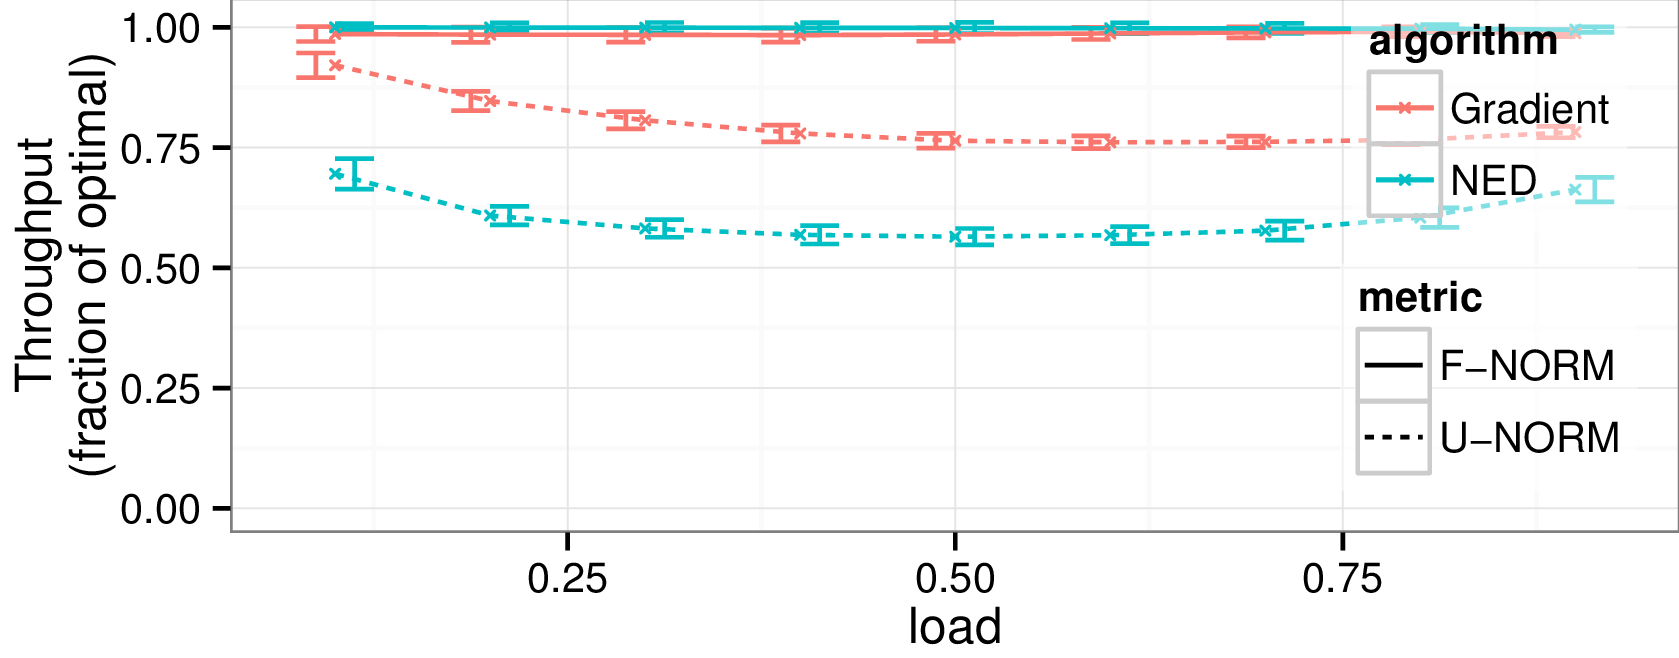 Throughput
(fraction of optimal)
1.00
0.75
0.50
0.25
0.00
0.25
0.50
0.75
load
algorithm
Gradient
NED
metric
F−NORM
U−NORM